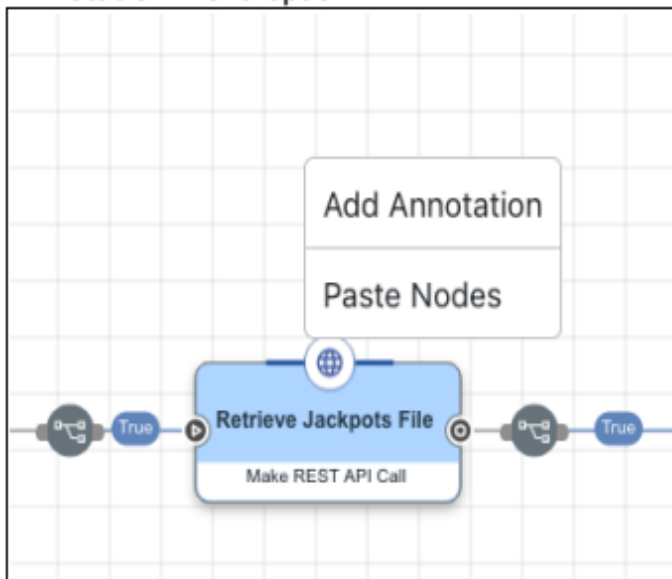 Add Annotation
Paste Nodes
True
Retrieve Jackpots File
True
Make REST API Call